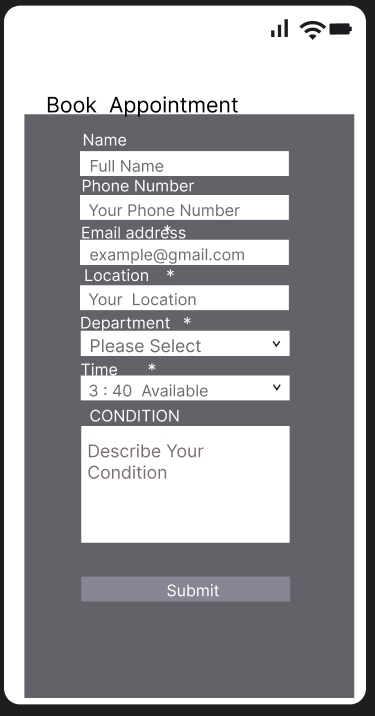 Book Appointment
Name
Full Name
Phone Number
Your Phone Number
Email address*
example@gmail.com
Location *
Your Location
Department *
Please Select
Time *
3 : 40 Available
CONDITION
Describe Your
Condition
Submit